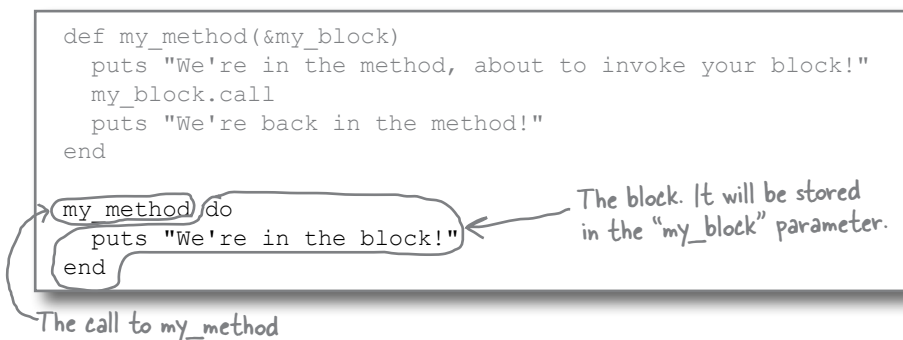 def my_method(&my_block)
  puts "We're in the method, about to invoke your block!"
  my_block.call
  puts "We're back in the method!"
end
my_method do
  puts "We're in the block!"
end
The block. It will be stored
in the “my_block” parameter.
The call to my_method